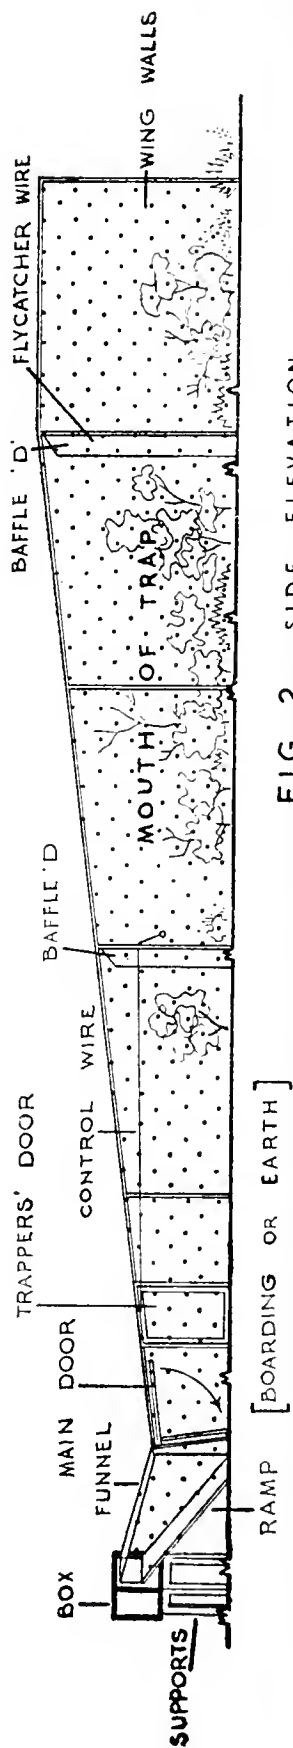 WING WALLS
FLYCATCHER WIRE
BAFFLE 'D'
MOUTH OF TRAP
BAFFLE'D
CONTROL WIRE
TRAPPERS' DOOR
MAIN DOOR
FUNNEL
BOX
SUPPORTS
RAMP
[BOARDING OR EARTH]
FIG 2 SIDE ELEVATION